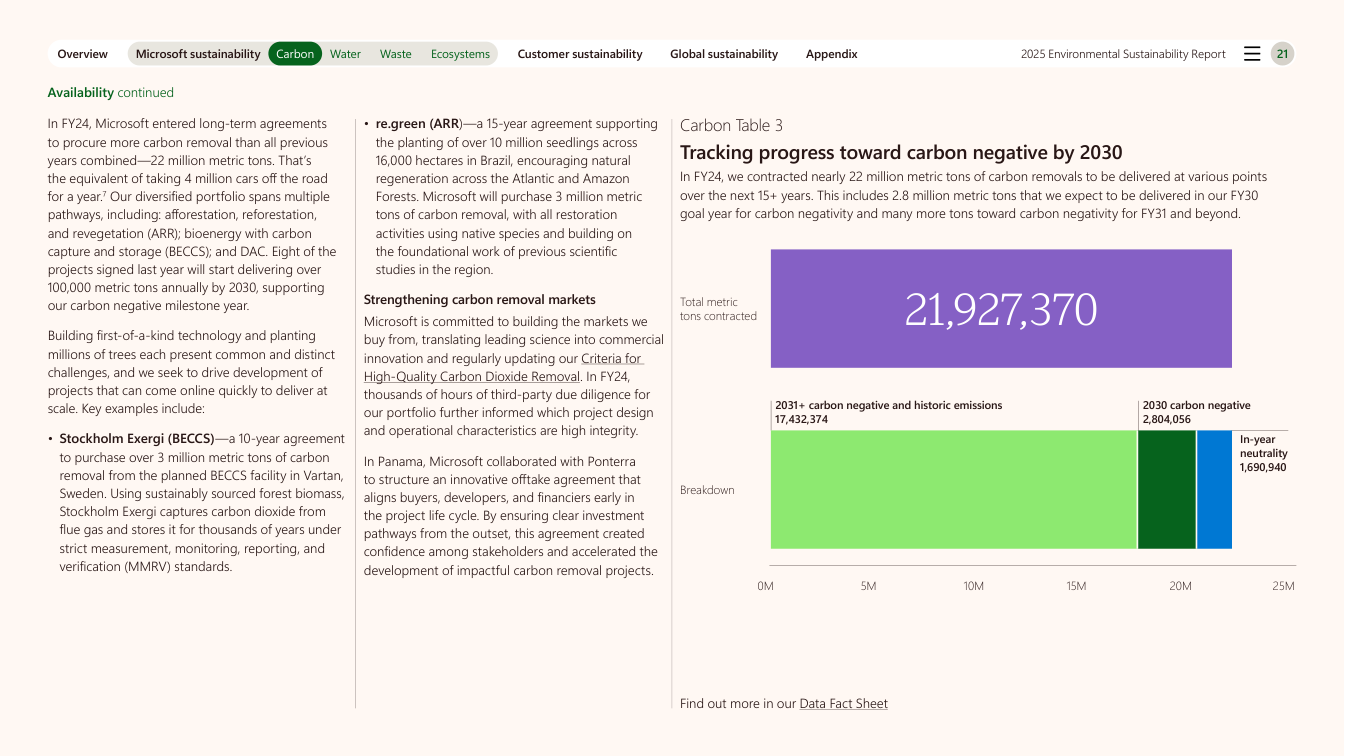 Overview
Microsoft sustainability
Carbon
Water
Waste
Ecosystems
Customer sustainability
Global sustainability
Appendix
2025 Environmental Sustainability Report
21
Availability continued
In FY24, Microsoft entered long-term agreements
to procure more carbon removal than all previous
years combined—22 million metric tons. That's
the equivalent of taking 4 million cars off the road
for a year.⁷ Our diversified portfolio spans multiple
pathways, including: afforestation, reforestation,
and revegetation (ARR); bioenergy with carbon
capture and storage (BECCS); and DAC. Eight of the
projects signed last year will start delivering over
100,000 metric tons annually by 2030, supporting
our carbon negative milestone year.
Building first-of-a-kind technology and planting
millions of trees each present common and distinct
challenges, and we seek to drive development of
projects that can come online quickly to deliver at
scale. Key examples include:
• Stockholm Exergi (BECCS)—a 10-year agreement
to purchase over 3 million metric tons of carbon
removal from the planned BECCS facility in Vartan,
Sweden. Using sustainably sourced forest biomass,
Stockholm Exergi captures carbon dioxide from
flue gas and stores it for thousands of years under
strict measurement, monitoring, reporting, and
verification (MMRV) standards.
• re.green (ARR)—a 15-year agreement supporting
the planting of over 10 million seedlings across
16,000 hectares in Brazil, encouraging natural
regeneration across the Atlantic and Amazon
Forests. Microsoft will purchase 3 million metric
tons of carbon removal, with all restoration
activities using native species and building on
the foundational work of previous scientific
studies in the region.
Strengthening carbon removal markets
Microsoft is committed to building the markets we
buy from, translating leading science into commercial
innovation and regularly updating our Criteria for
High-Quality Carbon Dioxide Removal. In FY24,
thousands of hours of third-party due diligence for
our portfolio further informed which project design
and operational characteristics are high integrity.
In Panama, Microsoft collaborated with Ponterra
to structure an innovative offtake agreement that
aligns buyers, developers, and financiers early in
the project life cycle. By ensuring clear investment
pathways from the outset, this agreement created
confidence among stakeholders and accelerated the
development of impactful carbon removal projects.
Carbon Table 3
Tracking progress toward carbon negative by 2030
In FY24, we contracted nearly 22 million metric tons of carbon removals to be delivered at various points
over the next 15+ years. This includes 2.8 million metric tons that we expect to be delivered in our FY30
goal year for carbon negativity and many more tons toward carbon negativity for FY31 and beyond.
Total metric
tons contracted
21,927,370
2031+ carbon negative and historic emissions
17,432,374
2030 carbon negative
2,804,056
In-year
neutrality
1,690,940
Breakdown
0M
5M
10M
15M
20M
25M
Find out more in our Data Fact Sheet